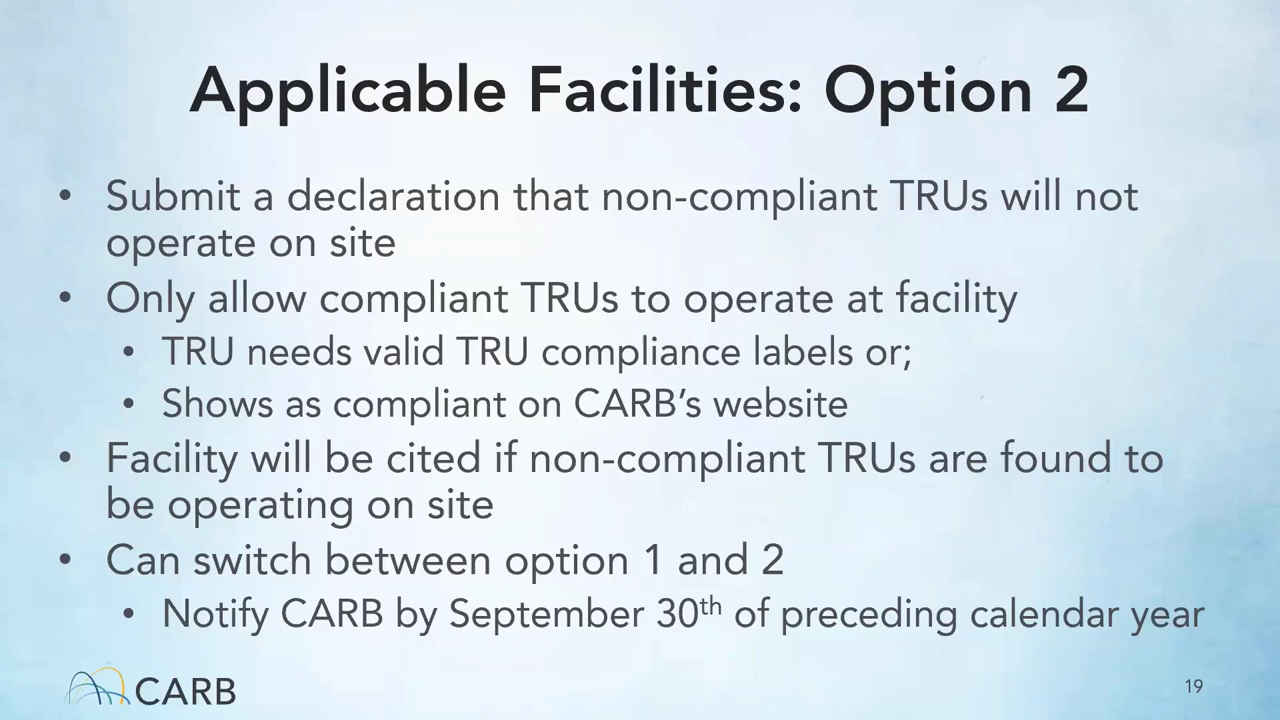 Applicable Facilities: Option 2
• Submit a declaration that non-compliant TRUs will not
operate on site
• Only allow compliant TRUs to operate at facility
• TRU needs valid TRU compliance labels or;
• Shows as compliant on CARB’s website
• Facility will be cited if non-compliant TRUs are found to
be operating on site
• Can switch between option 1 and 2
• Notify CARB by September 30th of preceding calendar year
CARB
19